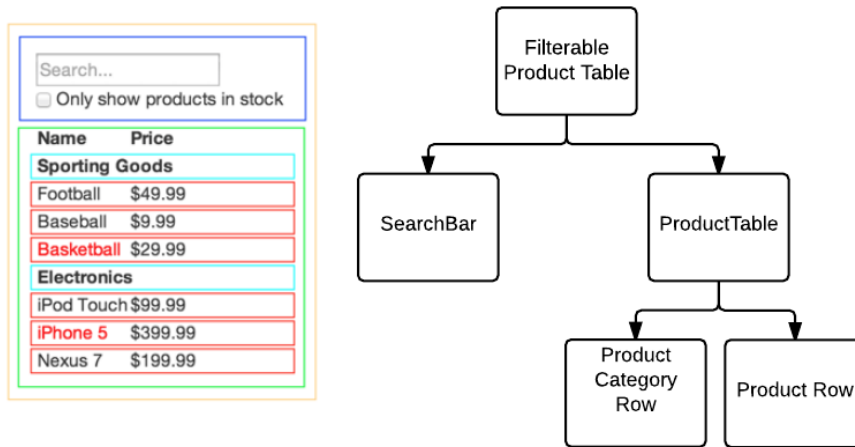 Search...
Only show products in stock
Name Price
Sporting Goods
Football $49.99
Baseball $9.99
Basketball $29.99
Electronics
iPod Touch $99.99
iPhone 5 $399.99
Nexus 7 $199.99
Filterable
Product Table
SearchBar
ProductTable
Product
Category
Row
Product Row